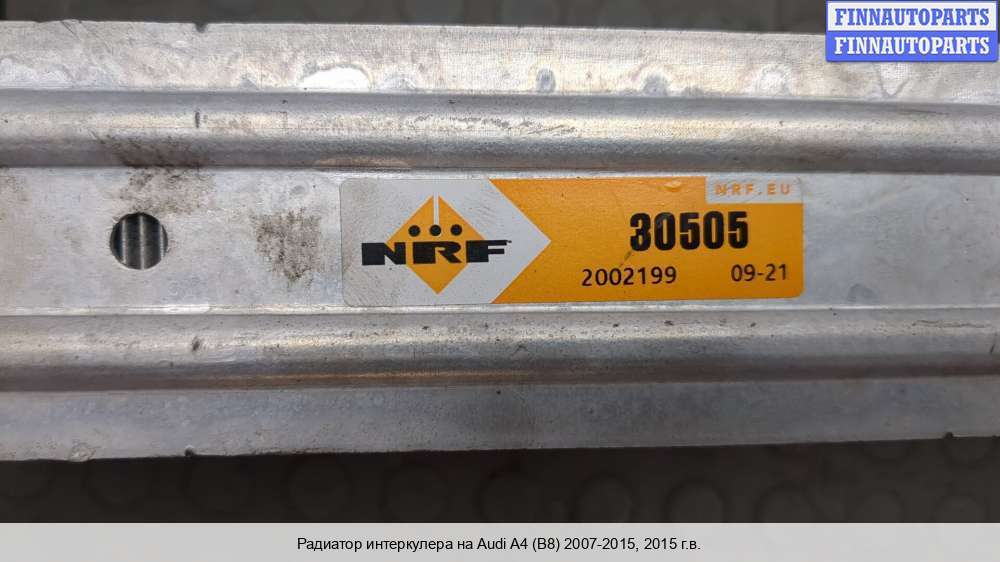 FINNAUTOPARTS
FINNAUTOPARTS
NRF.EU
NRF
30505
2002199 09-21
Радиатор интеркулера на Audi A4 (B8) 2007-2015, 2015 г.в.